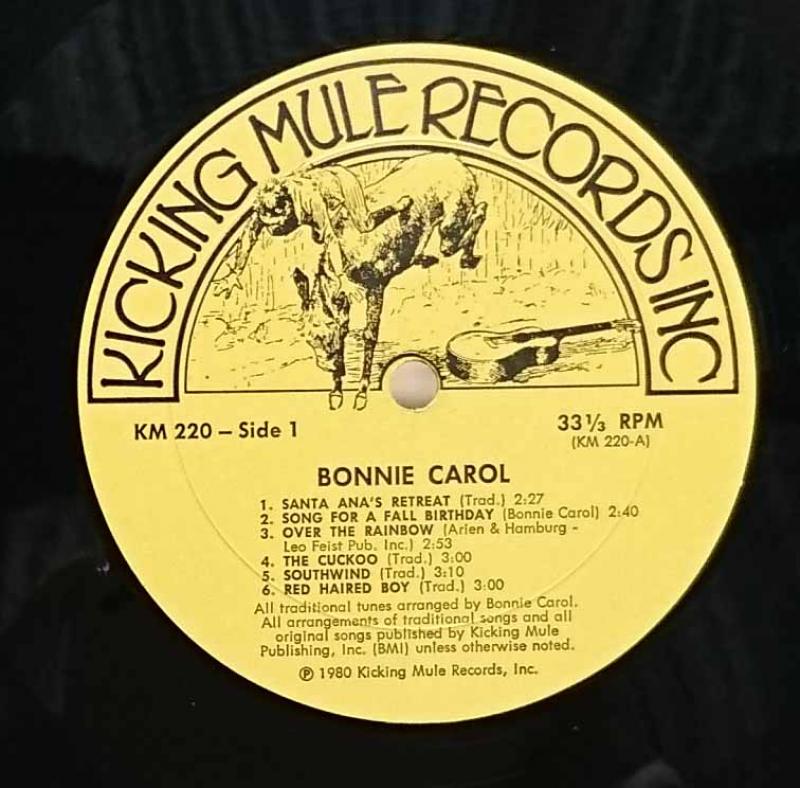 KICKING MULE RECORDS INC
KM 220 – Side 1
33⅓ RPM
(KM 220-A)
BONNIE CAROL
1. SANTA ANA'S RETREAT (Trad.) 2:27
2. SONG FOR A FALL BIRTHDAY (Bonnie Carol) 2:40
3. OVER THE RAINBOW (Arlen & Hamburg -
Leo Feist Pub. Inc.) 2:53
4. THE CUCKOO (Trad.) 3:00
5. SOUTHWIND (Trad.) 3:10
6. RED HAIRED BOY (Trad.) 3:00
All traditional tunes arranged by Bonnie Carol.
All arrangements of traditional songs and all
original songs published by Kicking Mule
Publishing, Inc. (BMI) unless otherwise noted.
℗ 1980 Kicking Mule Records, Inc.